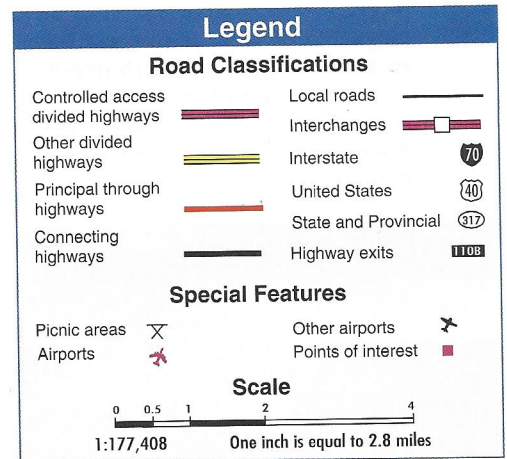 Legend
Road Classifications
Controlled access
divided highways
Other divided
highways
Principal through
highways
Connecting
highways
Local roads
Interchanges
Interstate 70
United States 40
State and Provincial 317
Highway exits 110B
Special Features
Picnic areas
Airports
Other airports
Points of interest
Scale
0 0.5 1 2 4
1:177,408 One inch is equal to 2.8 miles